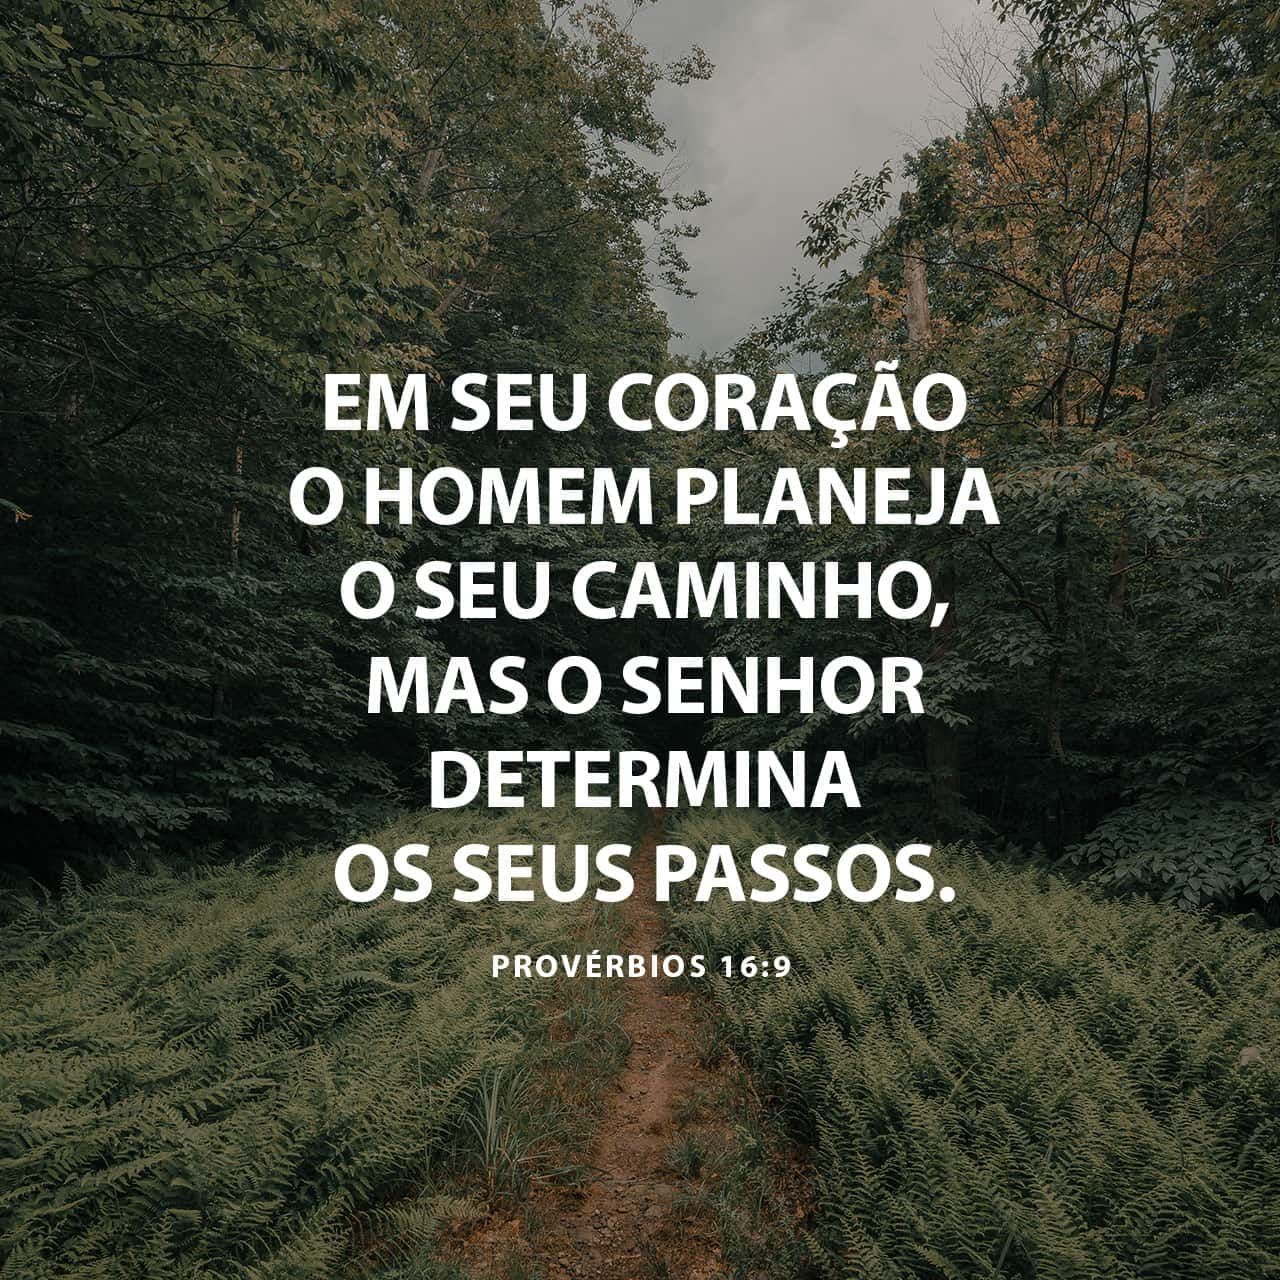 EM SEU CORAÇÃO
O HOMEM PLANEJA
O SEU CAMINHO,
MAS O SENHOR
DETERMINA
OS SEUS PASSOS.
PROVÉRBIOS 16:9